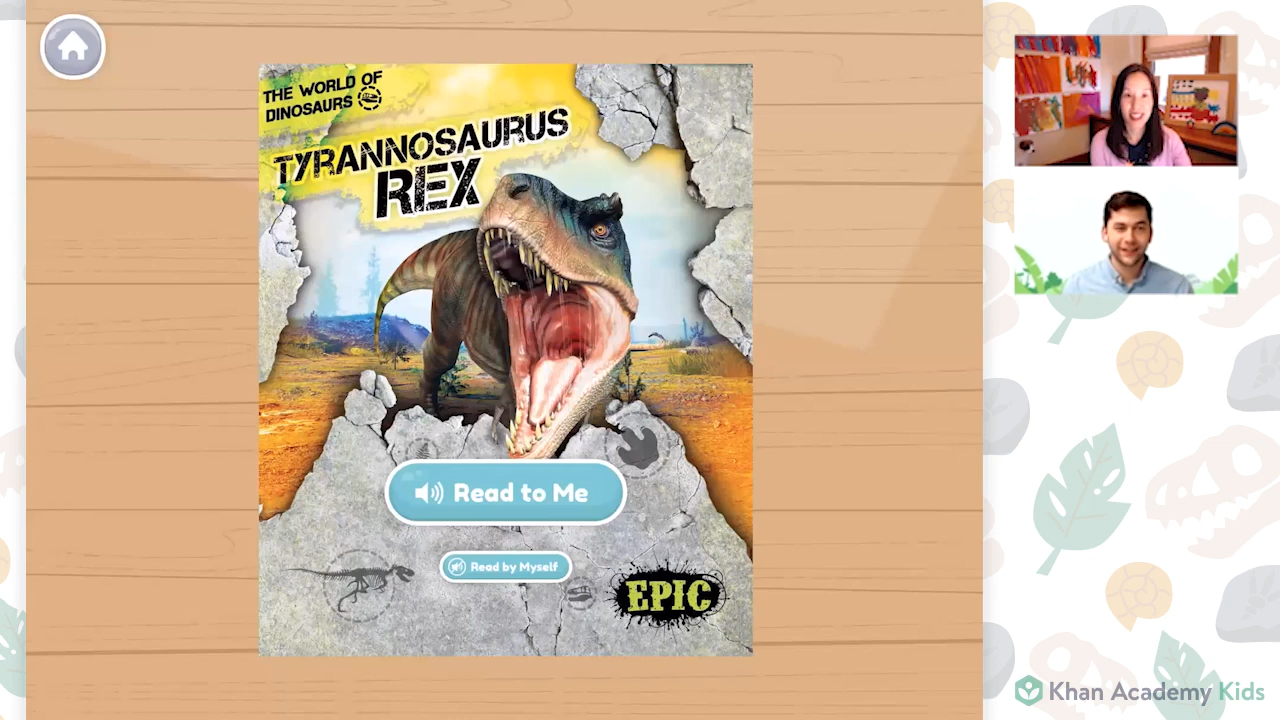 THE WORLD OF
DINOSAURS
TYRANNOSAURUS
REX
Read to Me
Read by Myself
EPIC
Khan Academy Kids